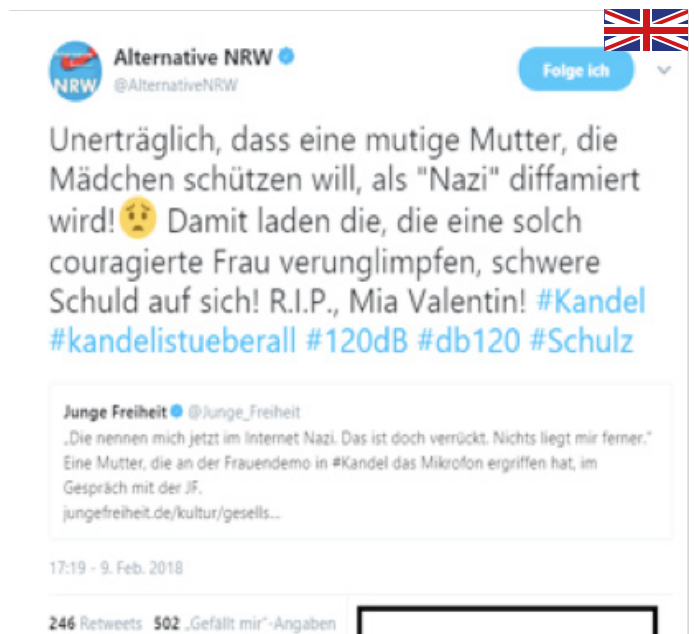 Alternative NRW
@AlternativeNRW
Folge ich
NRW
Unerträglich, dass eine mutige Mutter, die
Mädchen schützen will, als "Nazi" diffamiert
wird!😟 Damit laden die, die eine solch
couragierte Frau verunglimpfen, schwere
Schuld auf sich! R.I.P., Mia Valentin! #Kandel
#kandelistueberall #120dB #db120 #Schulz
Junge Freiheit @Junge_Freiheit
„Die nennen mich jetzt im Internet Nazi. Das ist doch verrückt. Nichts liegt mir ferner.“
Eine Mutter, die an der Frauendemo in #Kandel das Mikrofon ergriffen hat, im
Gespräch mit der JF.
jungefreiheit.de/kultur/gesells...
17:19 - 9. Feb. 2018
246 Retweets 502 „Gefällt mir“-Angaben